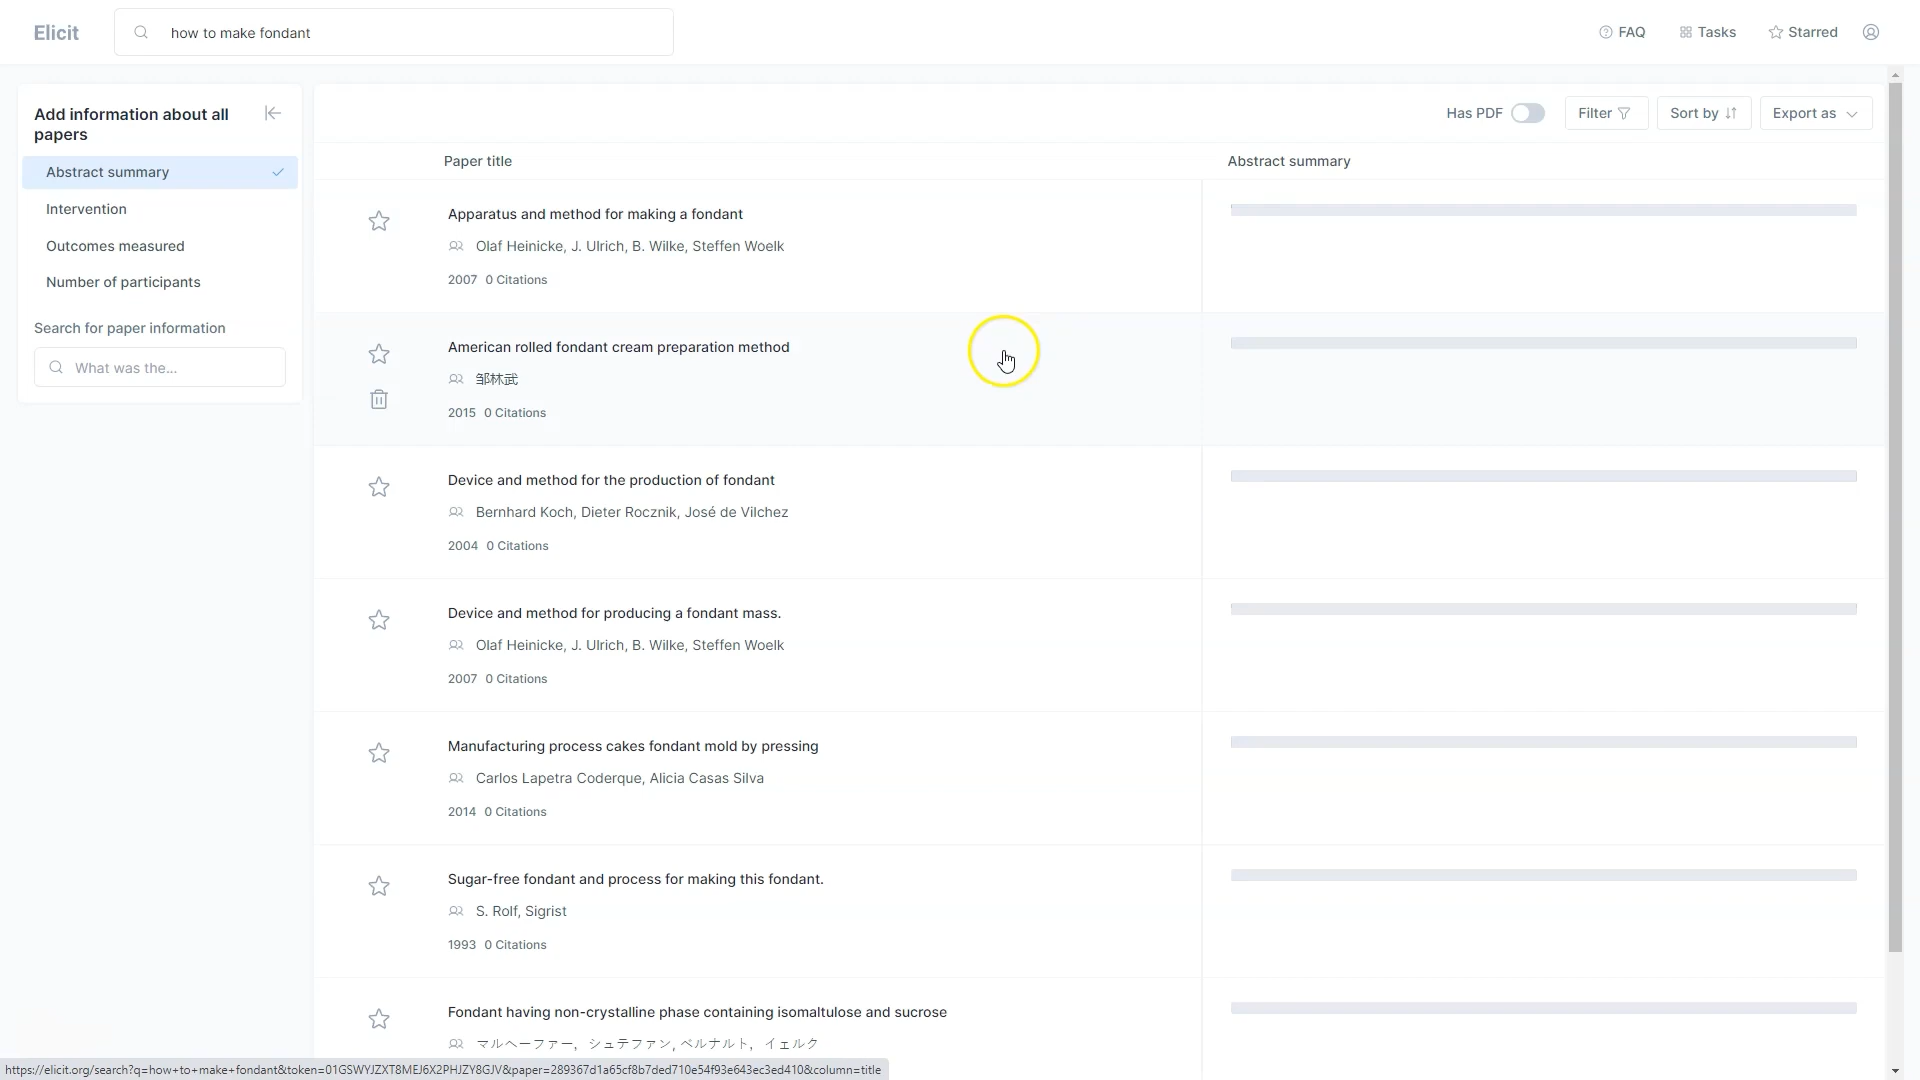 Elicit
how to make fondant
FAQ
Tasks
Starred
Add information about all
papers
Abstract summary
Intervention
Outcomes measured
Number of participants
Search for paper information
What was the...
Has PDF
Filter
Sort by
Export as
Paper title
Abstract summary
Apparatus and method for making a fondant
Olaf Heinicke, J. Ulrich, B. Wilke, Steffen Woelk
2007 0 Citations
American rolled fondant cream preparation method
邹林武
2015 0 Citations
Device and method for the production of fondant
Bernhard Koch, Dieter Rocznik, José de Vilchez
2004 0 Citations
Device and method for producing a fondant mass.
Olaf Heinicke, J. Ulrich, B. Wilke, Steffen Woelk
2007 0 Citations
Manufacturing process cakes fondant mold by pressing
Carlos Lapetra Coderque, Alicia Casas Silva
2014 0 Citations
Sugar-free fondant and process for making this fondant.
S. Rolf, Sigrist
1993 0 Citations
Fondant having non-crystalline phase containing isomaltulose and sucrose
マルヘーファー, シュテファン, ベルナルト, イェルク
https://elicit.org/search?q=how+to+make+fondant&token=01GSWYJZXT8MEJ6X2PHJZY8GJV&paper=289367d1a65cf8b7ded710e54f93e643ec3ed410&column=title